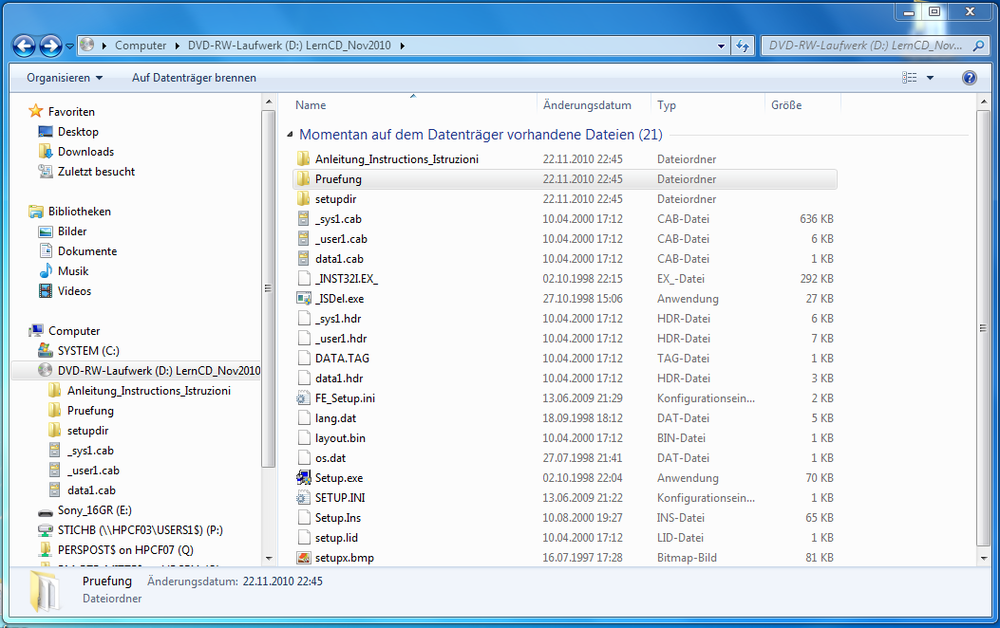 Computer ▸ DVD-RW-Laufwerk (D:) LernCD_Nov2010 ▸
DVD-RW-Laufwerk (D:) LernCD_Nov...
Organisieren Auf Datenträger brennen
Favoriten
Desktop
Downloads
Zuletzt besucht
Bibliotheken
Bilder
Dokumente
Musik
Videos
Computer
SYSTEM (C:)
DVD-RW-Laufwerk (D:) LernCD_Nov2010
Anleitung_Instructions_Istruzioni
Pruefung
setupdir
_sys1.cab
_user1.cab
data1.cab
Sony_16GR (E:)
STICHB (\\HPCF03\USERS1$) (P:)
PERSPOST$ on HPCF07 (Q)
Name Änderungsdatum Typ Größe
Momentan auf dem Datenträger vorhandene Dateien (21)
Anleitung_Instructions_Istruzioni 22.11.2010 22:45 Dateiordner
Pruefung 22.11.2010 22:45 Dateiordner
setupdir 22.11.2010 22:45 Dateiordner
_sys1.cab 10.04.2000 17:12 CAB-Datei 636 KB
_user1.cab 10.04.2000 17:12 CAB-Datei 6 KB
data1.cab 10.04.2000 17:12 CAB-Datei 1 KB
_INST32I.EX_ 02.10.1998 22:15 EX_-Datei 292 KB
_ISDel.exe 27.10.1998 15:06 Anwendung 27 KB
_sys1.hdr 10.04.2000 17:12 HDR-Datei 6 KB
_user1.hdr 10.04.2000 17:12 HDR-Datei 7 KB
DATA.TAG 10.04.2000 17:12 TAG-Datei 1 KB
data1.hdr 10.04.2000 17:12 HDR-Datei 3 KB
FE_Setup.ini 13.06.2009 21:29 Konfigurationsein... 2 KB
lang.dat 18.09.1998 18:12 DAT-Datei 5 KB
layout.bin 10.04.2000 17:12 BIN-Datei 1 KB
os.dat 27.07.1998 21:41 DAT-Datei 1 KB
Setup.exe 02.10.1998 22:04 Anwendung 70 KB
SETUP.INI 13.06.2009 21:22 Konfigurationsein... 1 KB
Setup.Ins 10.08.2000 19:27 INS-Datei 65 KB
setup.lid 10.04.2000 17:12 LID-Datei 1 KB
setupx.bmp 16.07.1997 17:28 Bitmap-Bild 81 KB
Pruefung Änderungsdatum: 22.11.2010 22:45
Dateiordner